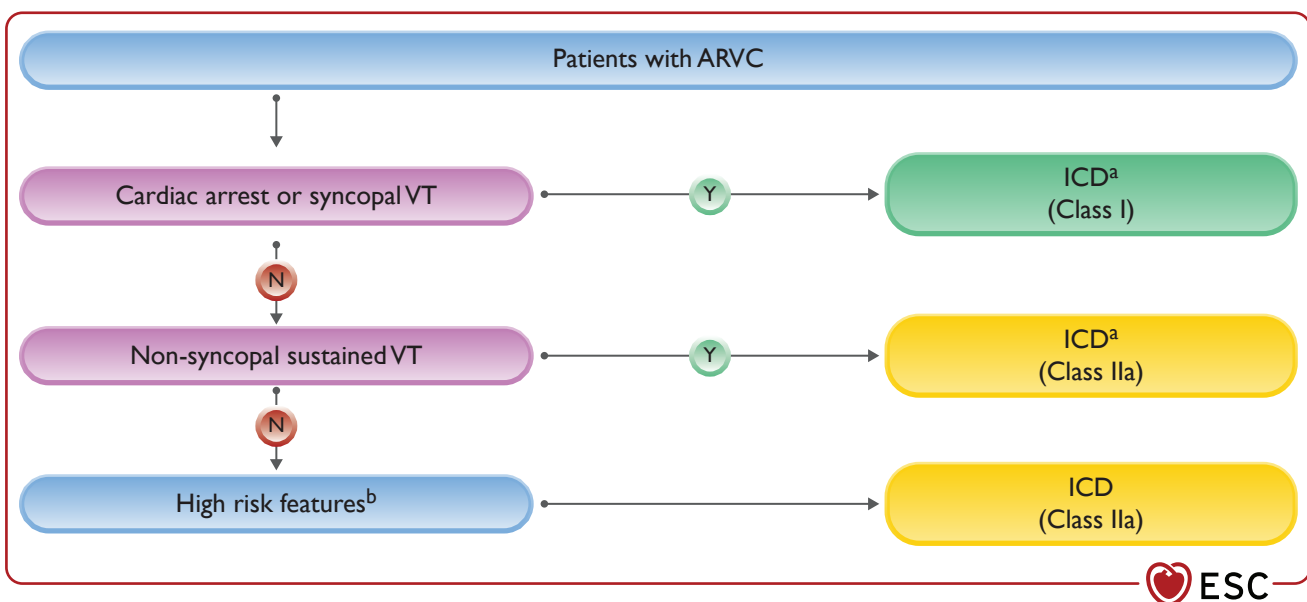 Patients with ARVC
Cardiac arrest or syncopal VT
Y
ICDa
(Class I)
N
Non-syncopal sustained VT
Y
ICDa
(Class IIa)
N
High risk featuresb
ICD
(Class IIa)
ESC